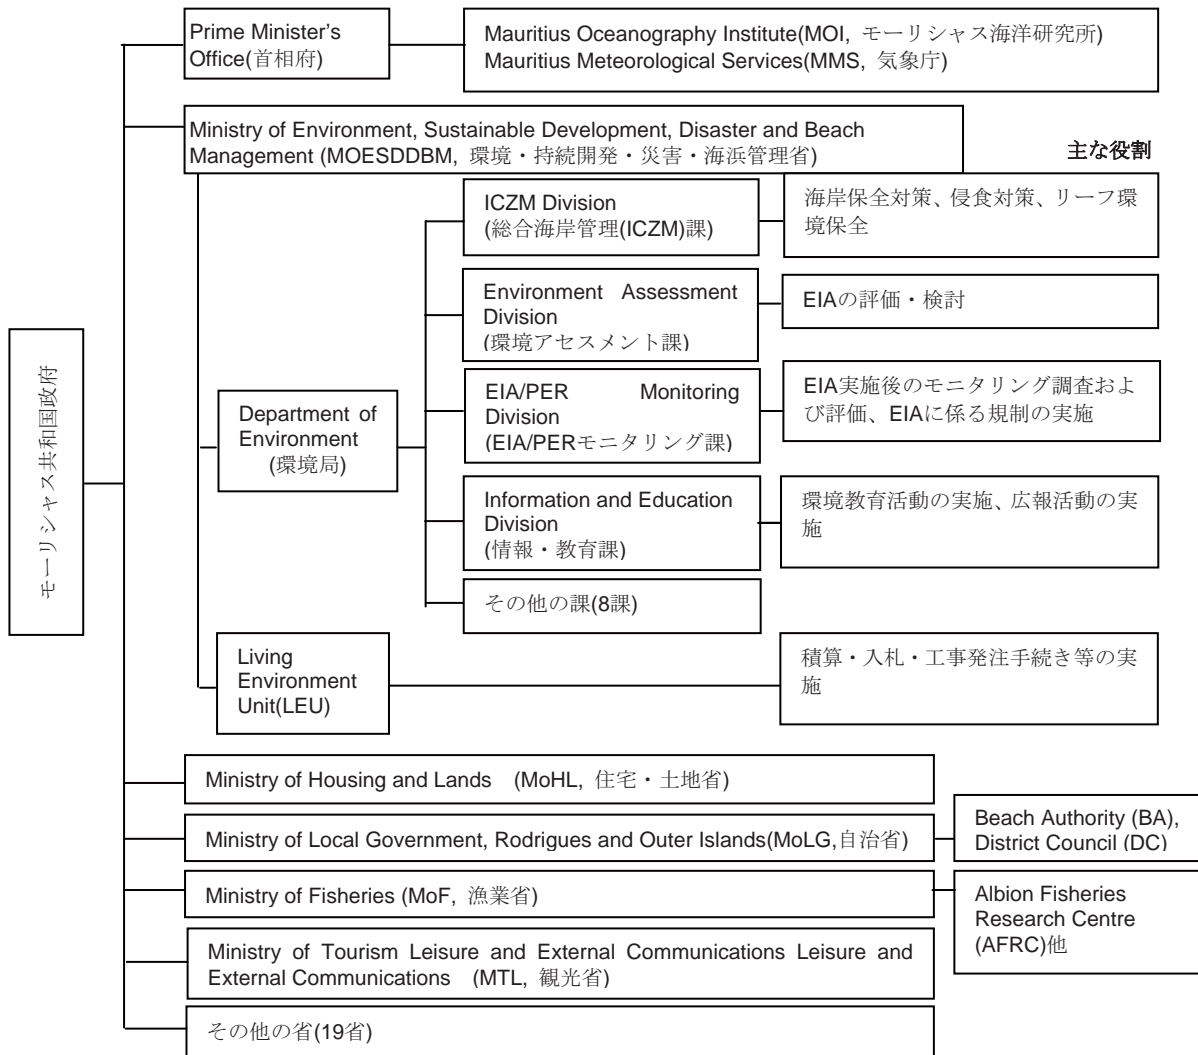 Prime Minister's
Office(首相府)
Mauritius Oceanography Institute(MOI, モーリシャス海洋研究所)
Mauritius Meteorological Services(MMS, 気象庁)
Ministry of Environment, Sustainable Development, Disaster and Beach
Management (MOESDDBM, 環境・持続開発・災害・海浜管理省)
主な役割
ICZM Division
(総合海岸管理(ICZM)課)
海岸保全対策、侵食対策、リーフ環
境保全
Environment Assessment
Division
(環境アセスメント課)
EIAの評価・検討
モーリシャス共和国政府
Department of
Environment
(環境局)
EIA/PER Monitoring
Division
(EIA/PERモニタリング課)
EIA実施後のモニタリング調査およ
び評価、EIAに係る規制の実施
Information and Education
Division
(情報・教育課)
環境教育活動の実施、広報活動の実
施
その他の課(8課)
Living
Environment
Unit(LEU)
積算・入札・工事発注手続き等の実
施
Ministry of Housing and Lands (MoHL, 住宅・土地省)
Ministry of Local Government, Rodrigues and Outer Islands(MoLG,自治省)
Beach Authority (BA),
District Council (DC)
Ministry of Fisheries (MoF, 漁業省)
Albion Fisheries
Research Centre
(AFRC)他
Ministry of Tourism Leisure and External Communications Leisure and
External Communications (MTL, 観光省)
その他の省(19省)